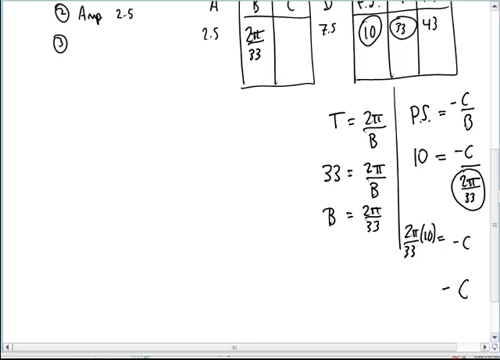 A B C D P.S.
② Amp 2.5
2.5 2π/33 7.5 10 33 43
③
T = 2π/B
P.S. = -C/B
33 = 2π/B
10 = -C/(2π/33)
B = 2π/33
2π/33 (10) = -C
- C